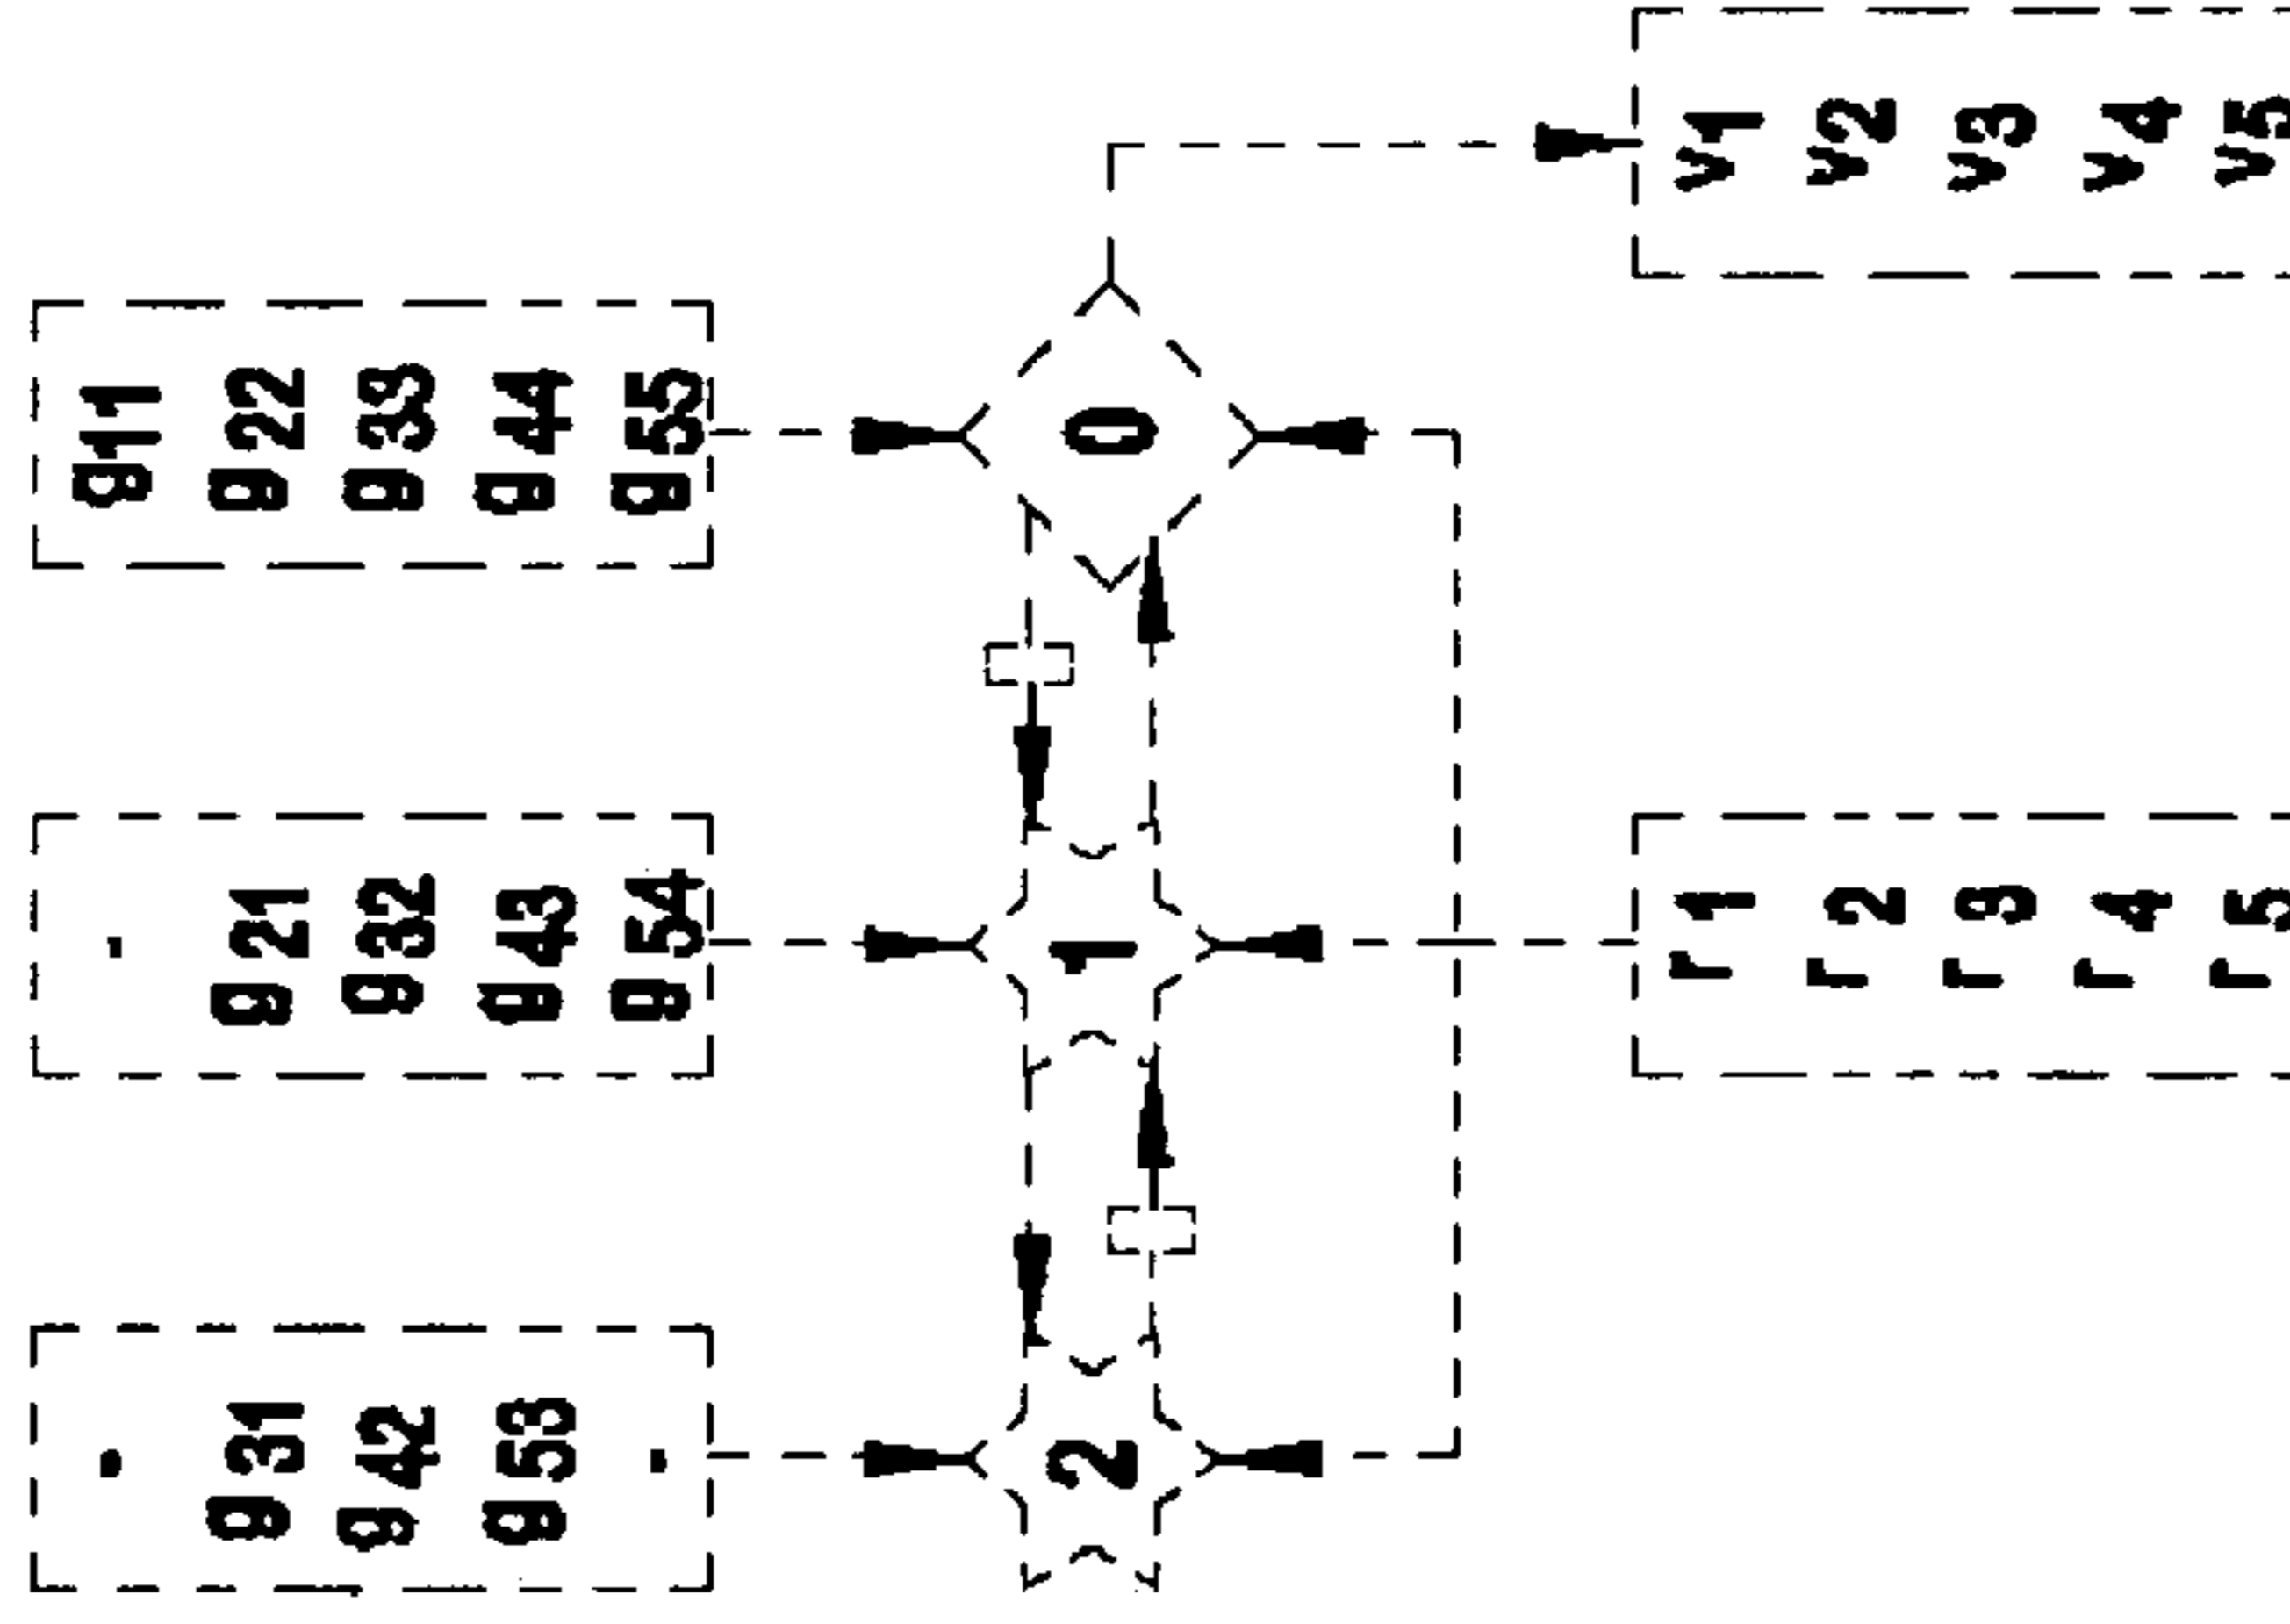 v1 v2 v3 v4 v5
g11 g22 g33 g44 g55
0
. g21 g32 g43 g54
1
r1 r2 r3 r4 r5
. g31 g42 g53 .
2